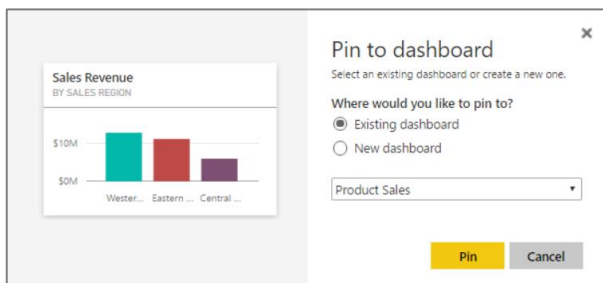 Sales Revenue
BY SALES REGION
$10M
$0M
Wester... Eastern ... Central ...
×
Pin to dashboard
Select an existing dashboard or create a new one.
Where would you like to pin to?
Existing dashboard
New dashboard
Product Sales
Pin Cancel